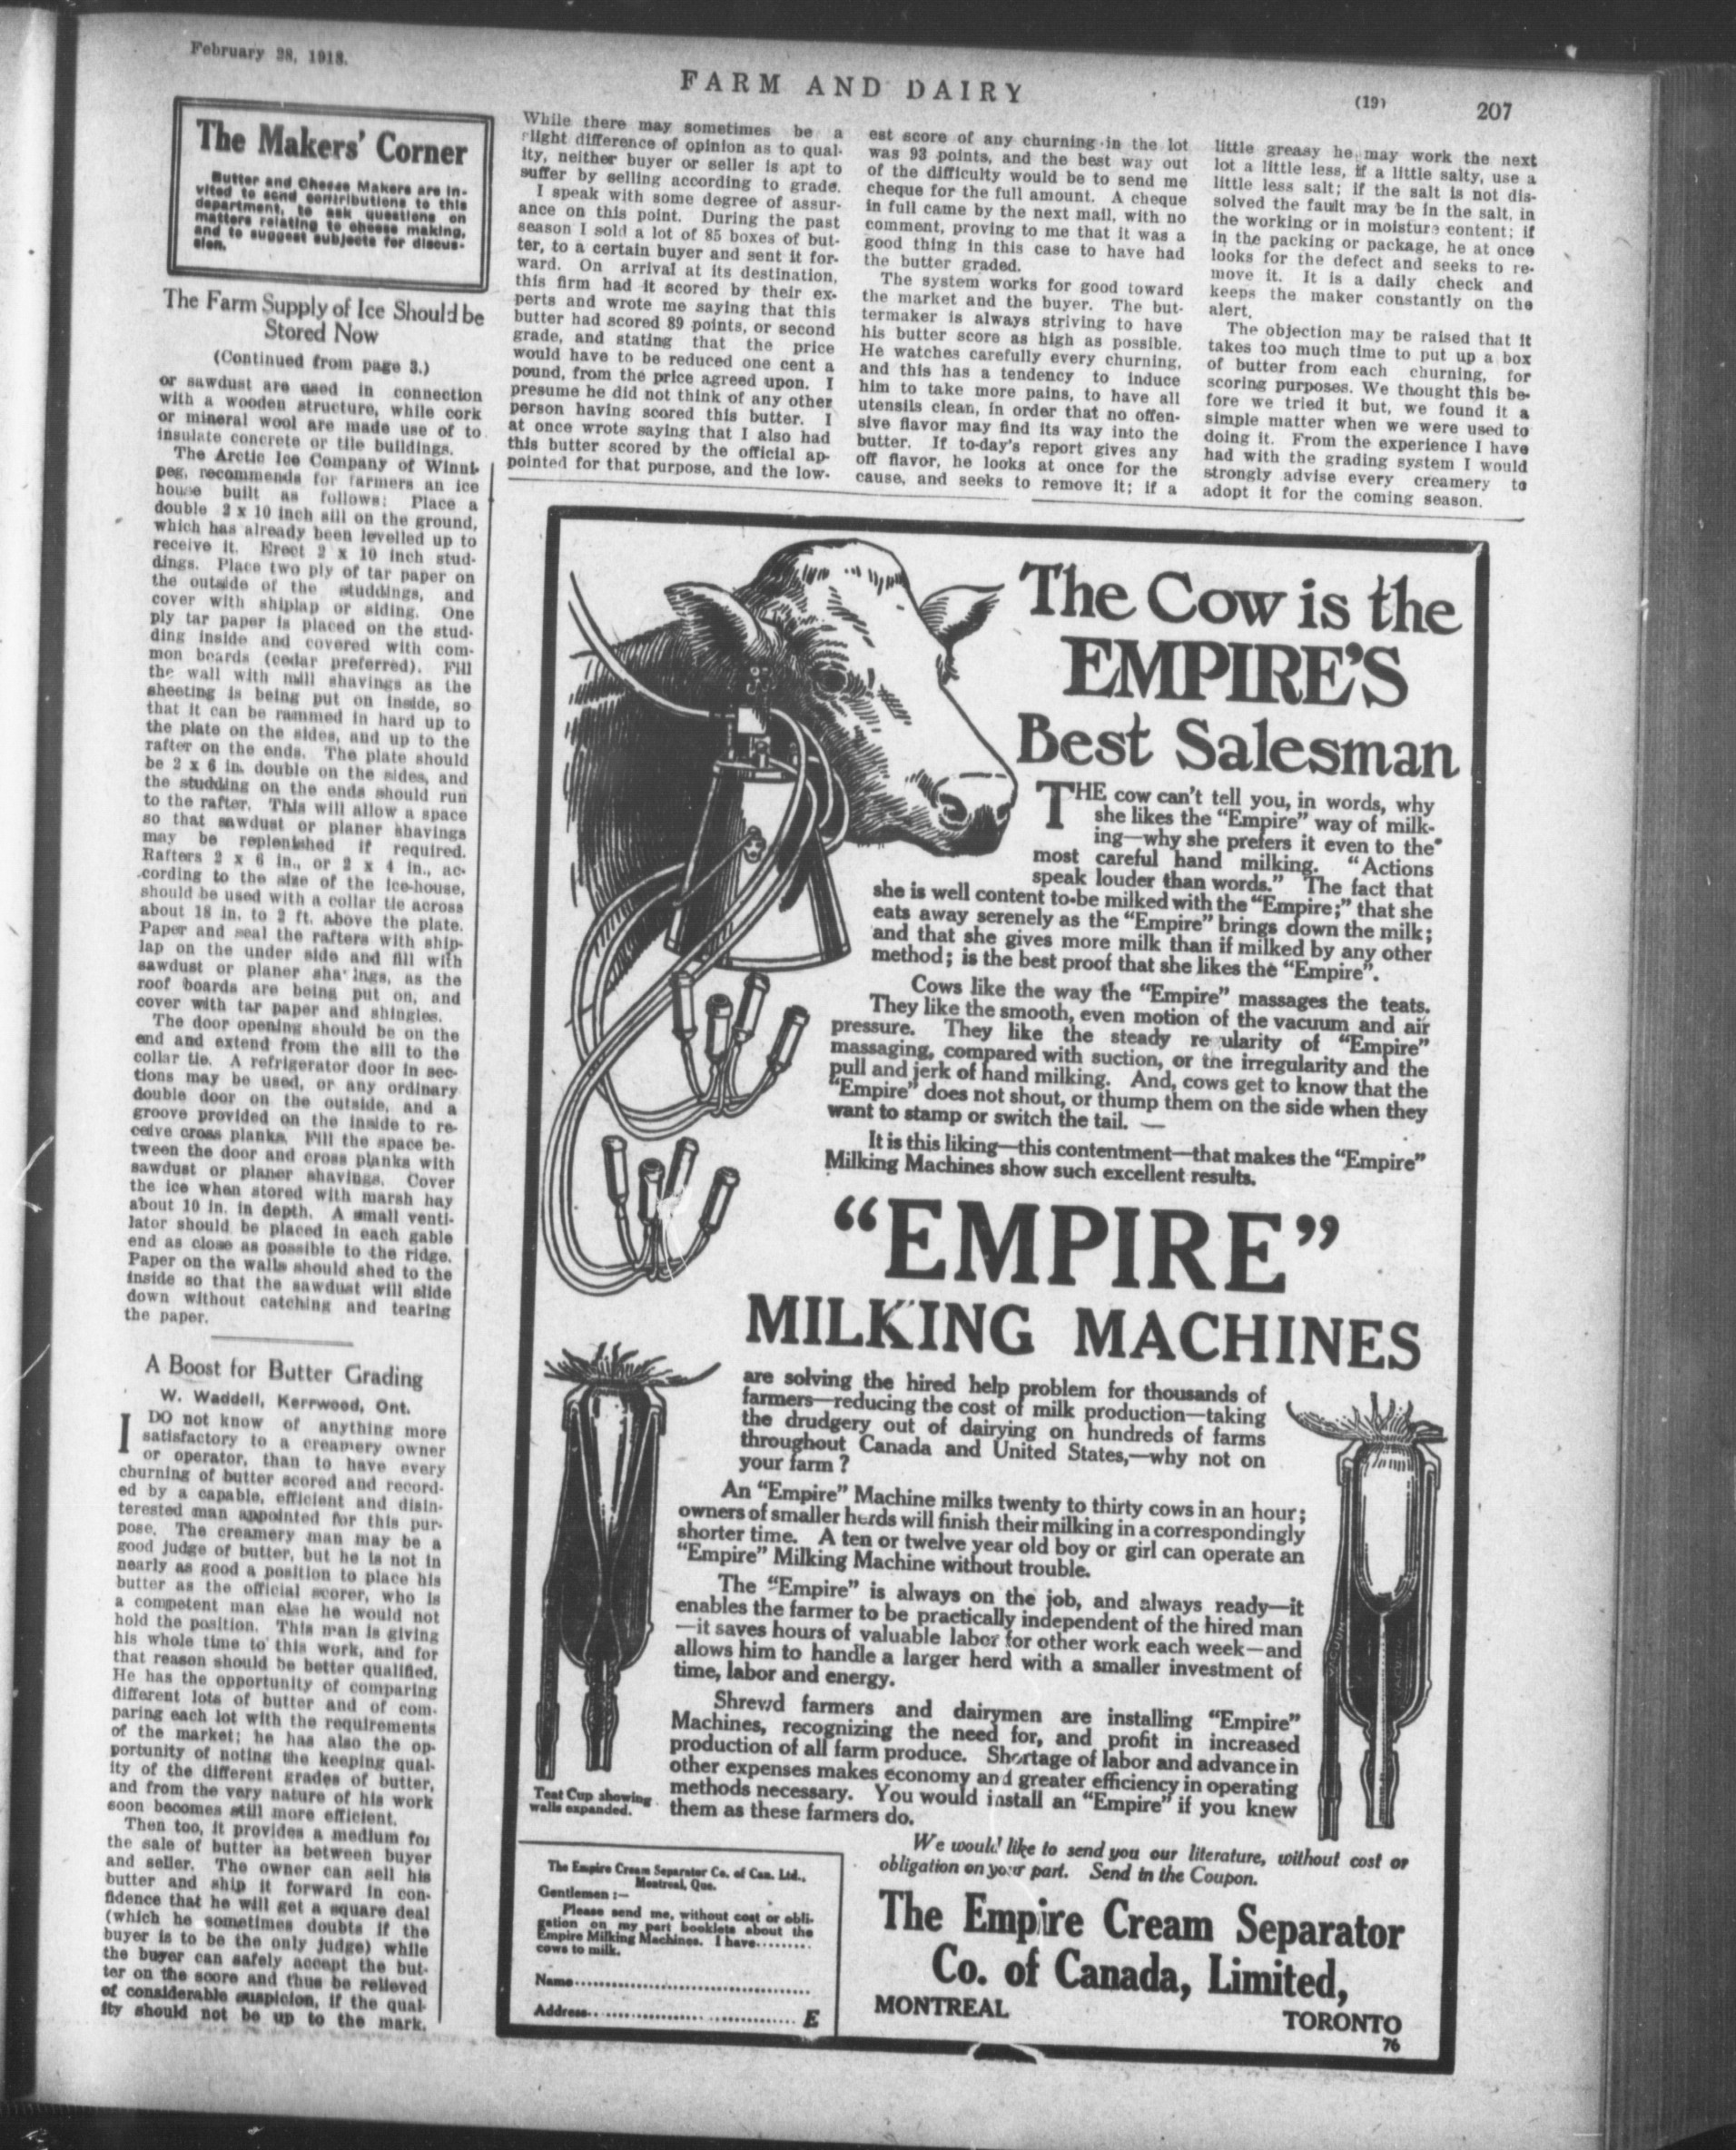 February 28, 1918.
FARM AND DAIRY
(19)
207
The Makers' Corner
Butter and Cheese Makers are in-
vited to send contributions to this
department, to ask questions on
matters relating to cheese making,
and to suggest subjects for discus-
sion.
The Farm Supply of Ice Should be
Stored Now
(Continued from page 3.)
or sawdust are used in connection
with a wooden structure, while cork
or mineral wool are made use of to
insulate concrete or tile buildings.
The Arctic Ice Company of Winni-
peg, recommends for farmers an ice
house built as follows: Place a
double 2 x 10 inch sill on the ground,
which has already been levelled up to
receive it. Erect 2 x 10 inch stud-
dings. Place two ply of tar paper on
the outside of the studdings, and
cover with shiplap or siding. One
ply tar paper is placed on the stud-
ding inside and covered with com-
mon boards (cedar preferred). Fill
the wall with mill shavings as the
sheeting is being put on inside, so
that it can be rammed in hard up to
the plate on the sides, and up to the
rafter on the ends. The plate should
be 2 x 6 in. double on the sides, and
the studding on the ends should run
to the rafter. This will allow a space
so that sawdust or planer shavings
may be replenished if required.
Rafters 2 x 6 in., or 2 x 4 in., ac-
cording to the size of the ice-house,
should be used with a collar tie across
about 18 in. to 2 ft. above the plate.
Paper and seal the rafters with ship-
lap on the under side and fill with
sawdust or planer shavings, as the
roof boards are being put on, and
cover with tar paper and shingles.
The door opening should be on the
end and extend from the sill to the
collar tie. A refrigerator door in sec-
tions may be used, or any ordinary
double door on the outside, and a
groove provided on the inside to re-
ceive cross planks. Fill the space be-
tween the door and cross planks with
sawdust or planer shavings. Cover
the ice when stored with marsh hay
about 10 in. in depth. A small venti-
lator should be placed in each gable
end as close as possible to the ridge.
Paper on the walls should shed to the
inside so that the sawdust will slide
down without catching and tearing
the paper.
A Boost for Butter Grading
W. Waddell, Kerrwood, Ont.
I DO not know of anything more
satisfactory to a creamery owner
or operator, than to have every
churning of butter scored and record-
ed by a capable, efficient and disin-
terested man appointed for this pur-
pose. The creamery man may be a
good judge of butter, but he is not in
nearly as good a position to place his
butter as the official scorer, who is
a competent man else he would not
hold the position. This man is giving
his whole time to this work, and for
that reason should be better qualified.
He has the opportunity of comparing
different lots of butter and of com-
paring each lot with the requirements
of the market; he has also the op-
portunity of noting the keeping qual-
ity of the different grades of butter,
and from the very nature of his work
soon becomes still more efficient.
Then too, it provides a medium for
the sale of butter as between buyer
and seller. The owner can sell his
butter and ship it forward in con-
fidence that he will get a square deal
(which he sometimes doubts if the
buyer is to be the only judge) while
the buyer can safely accept the but-
ter on the score and thus be relieved
of considerable suspicion, if the qual-
ity should not be up to the mark.
While there may sometimes be a
slight difference of opinion as to qual-
ity, neither buyer or seller is apt to
suffer by selling according to grade.
I speak with some degree of assur-
ance on this point. During the past
season I sold a lot of 85 boxes of but-
ter, to a certain buyer and sent it for-
ward. On arrival at its destination,
this firm had it scored by their ex-
perts and wrote me saying that this
butter had scored 89 points, or second
grade, and stating that the price
would have to be reduced one cent a
pound, from the price agreed upon. I
presume he did not think of any other
person having scored this butter. I
at once wrote saying that I also had
this butter scored by the official ap-
pointed for that purpose, and the low-
est score of any churning in the lot
was 93 points, and the best way out
of the difficulty would be to send me
cheque for the full amount. A cheque
in full came by the next mail, with no
comment, proving to me that it was a
good thing in this case to have had
the butter graded.
The system works for good toward
the market and the buyer. The but-
termaker is always striving to have
his butter score as high as possible.
He watches carefully every churning,
and this has a tendency to induce
him to take more pains, to have all
utensils clean, in order that no offen-
sive flavor may find its way into the
butter. If to-day's report gives any
off flavor, he looks at once for the
cause, and seeks to remove it; if a
little greasy he may work the next
lot a little less, if a little salty, use a
little less salt; if the salt is not dis-
solved the fault may be in the salt, in
the working or in moisture content; if
in the packing or package, he at once
looks for the defect and seeks to re-
move it. It is a daily check and
keeps the maker constantly on the
alert.
The objection may be raised that it
takes too much time to put up a box
of butter from each churning, for
scoring purposes. We thought this be-
fore we tried it but, we found it a
simple matter when we were used to
doing it. From the experience I have
had with the grading system I would
strongly advise every creamery to
adopt it for the coming season.
The Cow is the
EMPIRE'S
Best Salesman
THE cow can't tell you, in words, why
she likes the "Empire" way of milk-
ing—why she prefers it even to the
most careful hand milking. "Actions
speak louder than words." The fact that
she is well content to be milked with the "Empire;" that she
eats away serenely as the "Empire" brings down the milk;
and that she gives more milk than if milked by any other
method; is the best proof that she likes the "Empire".
Cows like the way the "Empire" massages the teats.
They like the smooth, even motion of the vacuum and air
pressure. They like the steady re ularity of "Empire"
massaging, compared with suction, or the irregularity and the
pull and jerk of hand milking. And, cows get to know that the
"Empire" does not shout, or thump them on the side when they
want to stamp or switch the tail. —
It is this liking—this contentment—that makes the "Empire"
Milking Machines show such excellent results.
"EMPIRE"
MILKING MACHINES
are solving the hired help problem for thousands of
farmers—reducing the cost of milk production—taking
the drudgery out of dairying on hundreds of farms
throughout Canada and United States,—why not on
your farm?
An "Empire" Machine milks twenty to thirty cows in an hour;
owners of smaller herds will finish their milking in a correspondingly
shorter time. A ten or twelve year old boy or girl can operate an
"Empire" Milking Machine without trouble.
The "Empire" is always on the job, and always ready—it
enables the farmer to be practically independent of the hired man
—it saves hours of valuable labor for other work each week—and
allows him to handle a larger herd with a smaller investment of
time, labor and energy.
Shrewd farmers and dairymen are installing "Empire"
Machines, recognizing the need for, and profit in increased
production of all farm produce. Shortage of labor and advance in
other expenses makes economy and greater efficiency in operating
methods necessary. You would install an "Empire" if you knew
them as these farmers do.
Teat Cup showing
walls expanded.
VACUUM
We would like to send you our literature, without cost or
obligation on your part. Send in the Coupon.
The Empire Cream Separator
Co. of Canada, Limited,
MONTREAL
TORONTO
76
The Empire Cream Separator Co. of Can. Ltd.,
Montreal, Que.
Gentlemen:—
Please send me, without cost or obli-
gation on my part booklets about the
Empire Milking Machines. I have.........
cows to milk.
Name......................................
Address.................................... E